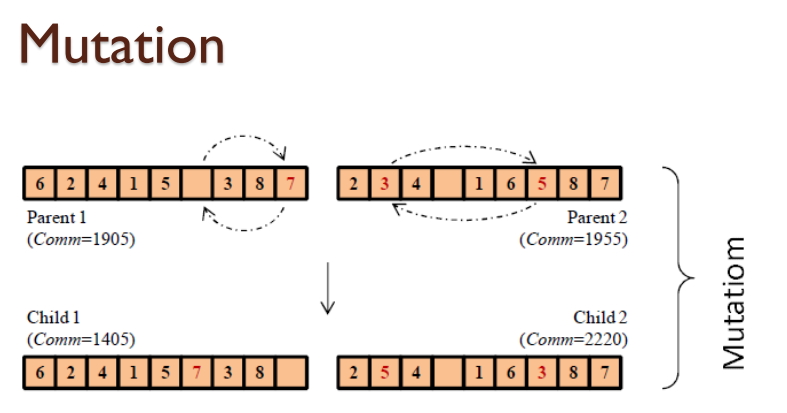 Mutation
6 2 4 1 5 3 8 7
2 3 4 1 6 5 8 7
Parent 1
(Comm=1905)
Parent 2
(Comm=1955)
Child 1
(Comm=1405)
Child 2
(Comm=2220)
6 2 4 1 5 7 3 8
2 5 4 1 6 3 8 7
Mutatiom